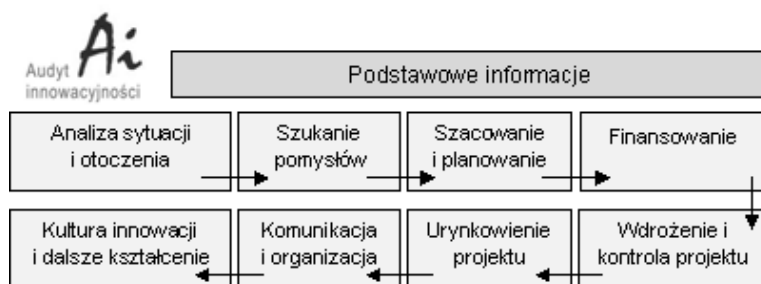 Ai
Audyt
innowacyjności
Podstawowe informacje
Analiza sytuacji
i otoczenia
Szukanie
pomysłów
Szacowanie
i planowanie
Finansowanie
Kultura innowacji
i dalsze kształcenie
Komunikacja
i organizacja
Urynkowienie
projektu
Wdrożenie i
kontrola projektu